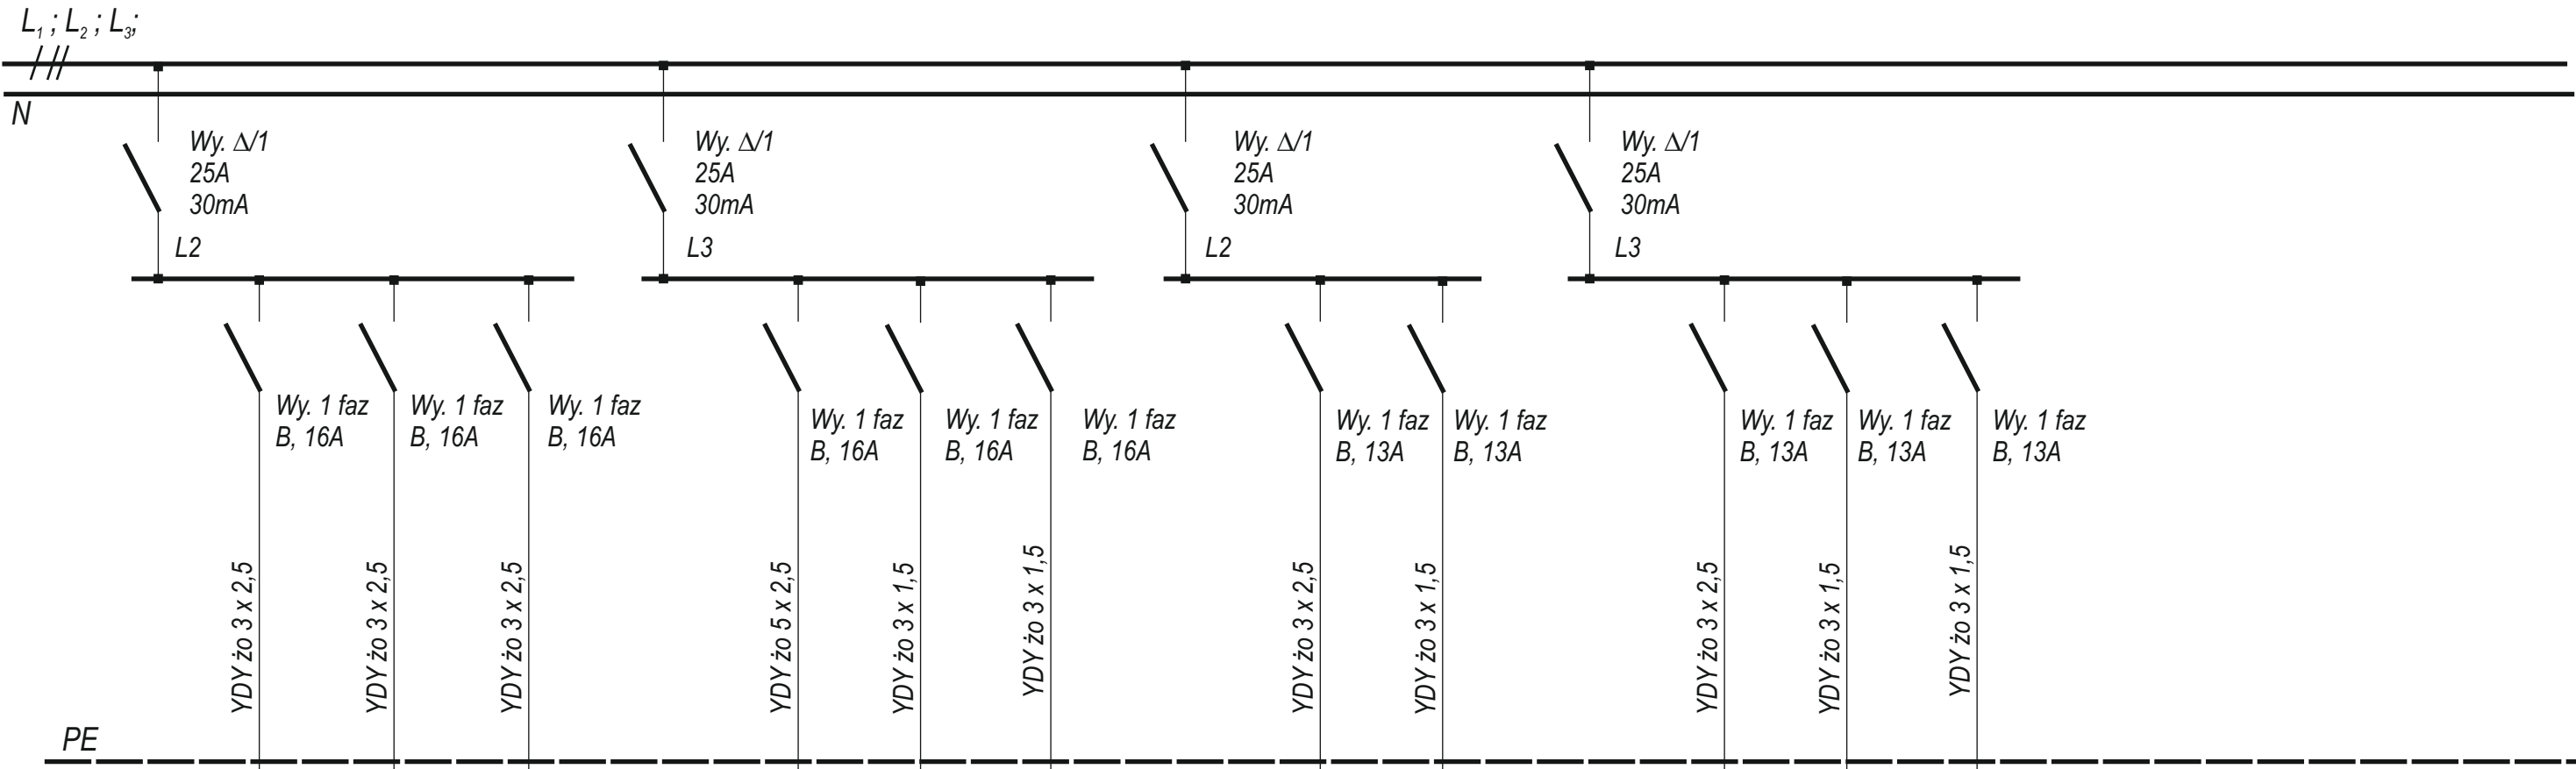 L₁ ; L₂ ; L₃;
N
Wy. Δ/1
25A
30mA
L2
Wy. Δ/1
25A
30mA
L3
Wy. Δ/1
25A
30mA
L2
Wy. Δ/1
25A
30mA
L3
Wy. 1 faz
B, 16A
Wy. 1 faz
B, 16A
Wy. 1 faz
B, 16A
Wy. 1 faz
B, 16A
Wy. 1 faz
B, 16A
Wy. 1 faz
B, 16A
Wy. 1 faz
B, 13A
Wy. 1 faz
B, 13A
Wy. 1 faz
B, 13A
Wy. 1 faz
B, 13A
Wy. 1 faz
B, 13A
YDY żo 3 x 2,5
YDY żo 3 x 2,5
YDY żo 3 x 2,5
YDY żo 5 x 2,5
YDY żo 3 x 1,5
YDY żo 3 x 1,5
YDY żo 3 x 2,5
YDY żo 3 x 1,5
YDY żo 3 x 2,5
YDY żo 3 x 1,5
YDY żo 3 x 1,5
PE